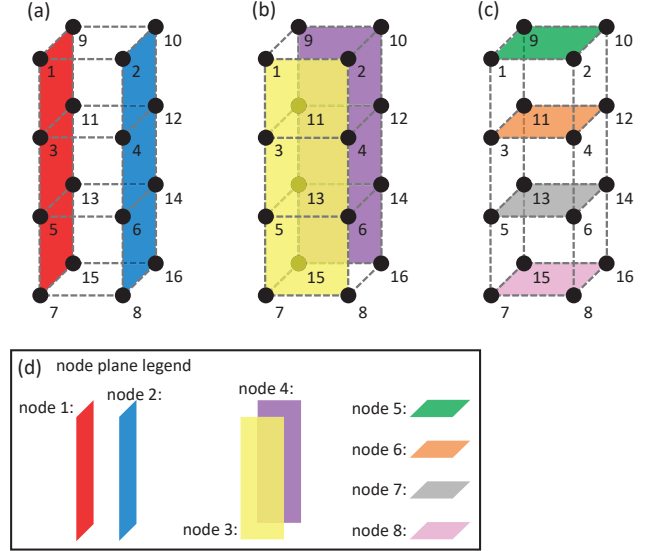 (a) (b) (c)
9 10 9 10 9 10
1 2 1 2 1 2
11 12 11 12 11 12
3 4 3 4 3 4
13 14 13 14 13 14
5 6 5 6 5 6
15 16 15 16 15 16
7 8 7 8 7 8
(d) node plane legend
node 1: node 2: node 4: node 5:
node 6:
node 7:
node 3: node 8: